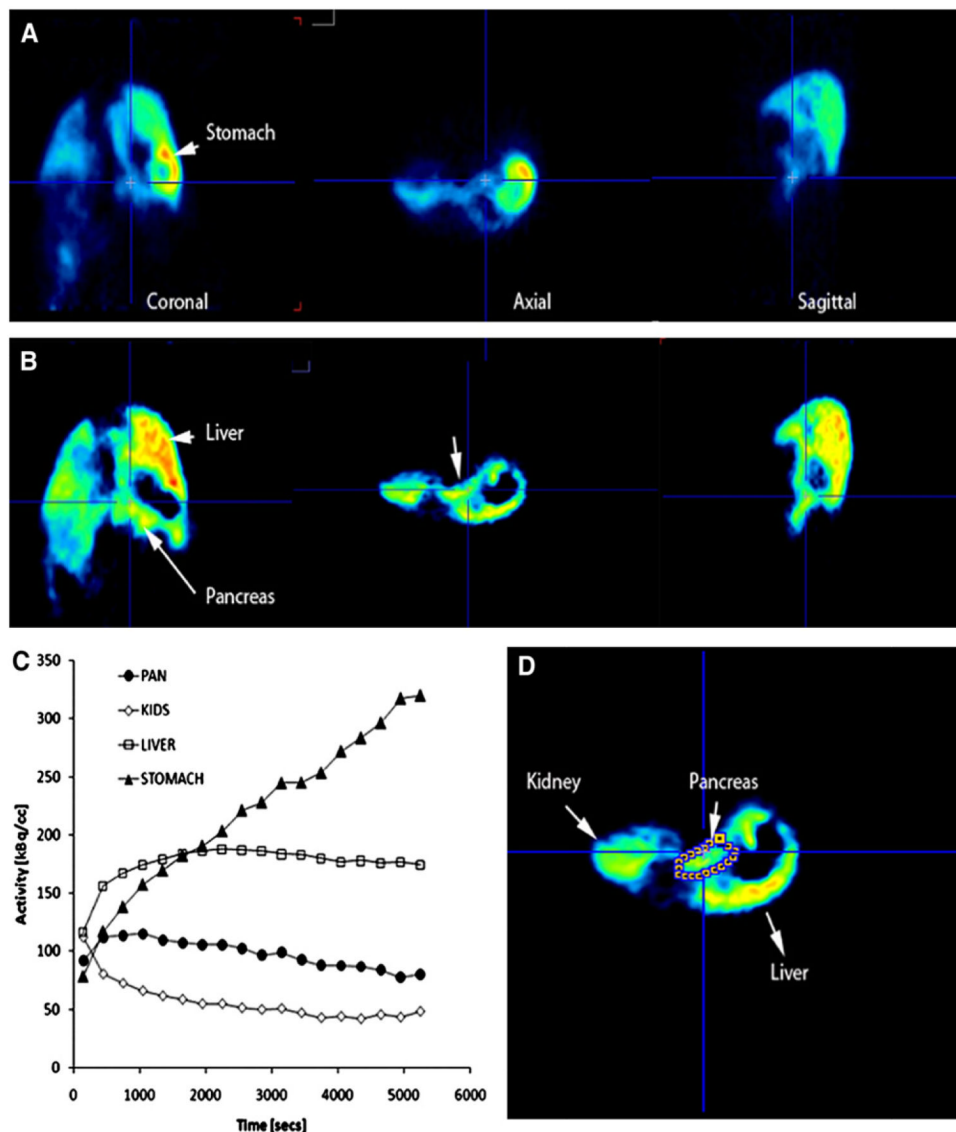 A
Stomach
Coronal
Axial
Sagittal
B
Liver
Pancreas
C
350
300
250
200
150
100
50
0
Activity [kBq/cc]
PAN
KIDS
LIVER
STOMACH
0
1000
2000
3000
4000
5000
6000
Time [secs]
D
Kidney
Pancreas
Liver